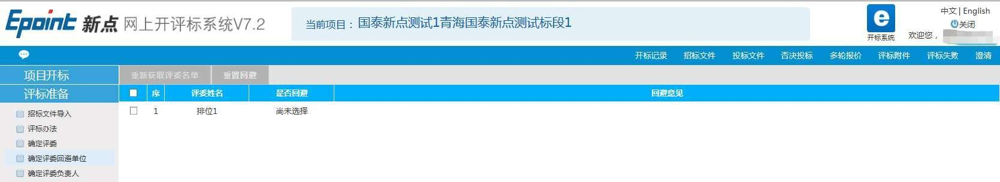 Epoint 新点 网上开评标系统V7.2
当前项目： 国泰新点测试1青海国泰新点测试标段1
开标系统
中文 | English
关闭
欢迎您，
开标记录 招标文件 投标文件 否决投标 多轮报价 评标附件 评标失败 澄清
项目开标
评标准备
招标文件导入
评标办法
确定评委
确定评委回避单位
确定评委负责人
重新获取评委名单 重置回避
序 评委姓名 是否回避 回避意见
1 排位1 尚未选择